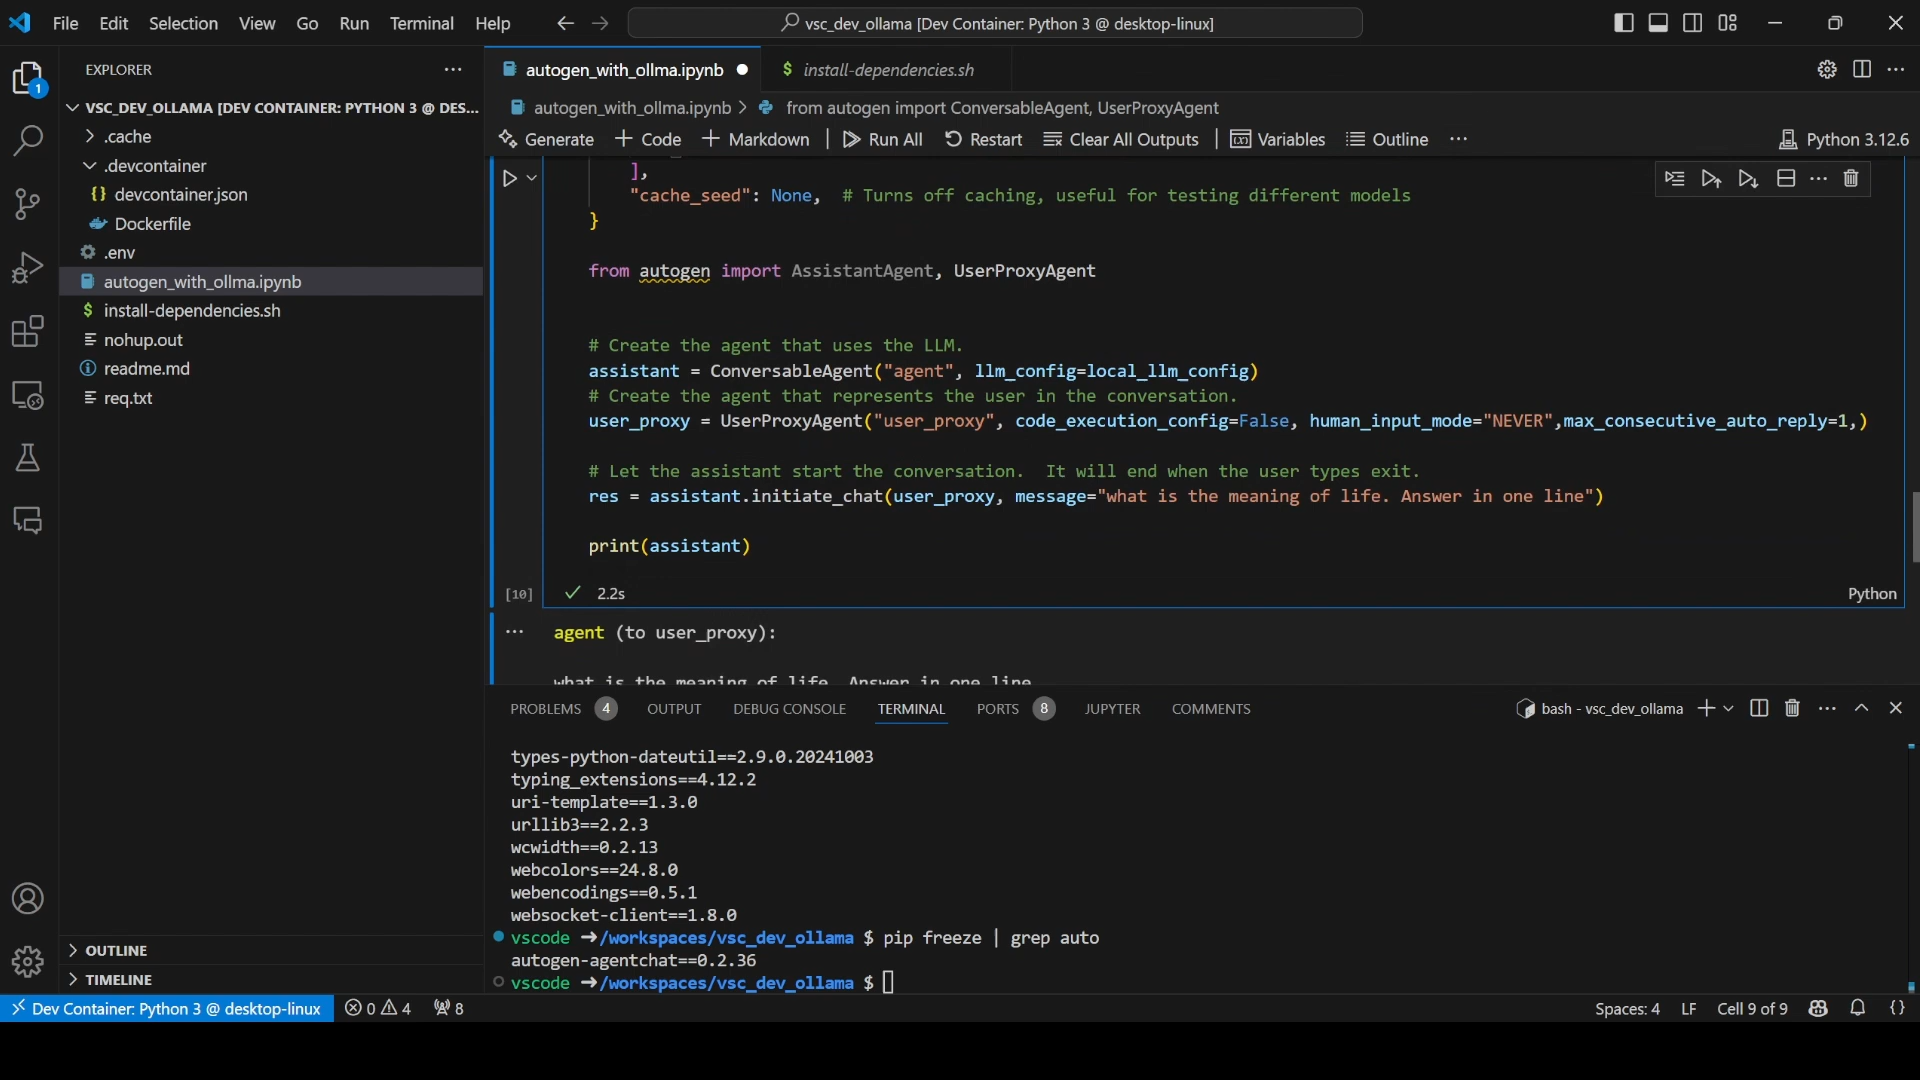 File Edit Selection View Go Run Terminal Help
vsc_dev_ollama [Dev Container: Python 3 @ desktop-linux]
EXPLORER
1
VSC_DEV_OLLAMA [DEV CONTAINER: PYTHON 3 @ DES...
.cache
.devcontainer
{} devcontainer.json
Dockerfile
.env
autogen_with_ollma.ipynb
$ install-dependencies.sh
nohup.out
readme.md
req.txt
OUTLINE
TIMELINE
autogen_with_ollma.ipynb
$ install-dependencies.sh
autogen_with_ollma.ipynb > from autogen import ConversableAgent, UserProxyAgent
Generate + Code + Markdown Run All Restart Clear All Outputs Variables Outline ... Python 3.12.6
],
"cache_seed": None,  # Turns off caching, useful for testing different models
}
from autogen import AssistantAgent, UserProxyAgent
# Create the agent that uses the LLM.
assistant = ConversableAgent("agent", llm_config=local_llm_config)
# Create the agent that represents the user in the conversation.
user_proxy = UserProxyAgent("user_proxy", code_execution_config=False, human_input_mode="NEVER",max_consecutive_auto_reply=1,)
# Let the assistant start the conversation.  It will end when the user types exit.
res = assistant.initiate_chat(user_proxy, message="what is the meaning of life. Answer in one line")
print(assistant)
[10] 2.2s Python
... agent (to user_proxy):
what is the meaning of life. Answer in one line
PROBLEMS 4 OUTPUT DEBUG CONSOLE TERMINAL PORTS 8 JUPYTER COMMENTS bash - vsc_dev_ollama
types-python-dateutil==2.9.0.20241003
typing_extensions==4.12.2
uri-template==1.3.0
urllib3==2.2.3
wcwidth==0.2.13
webcolors==24.8.0
webencodings==0.5.1
websocket-client==1.8.0
vscode ➜ /workspaces/vsc_dev_ollama $ pip freeze | grep auto
autogen-agentchat==0.2.36
vscode ➜ /workspaces/vsc_dev_ollama $
Dev Container: Python 3 @ desktop-linux 0 4 8 Spaces: 4 LF Cell 9 of 9 {}